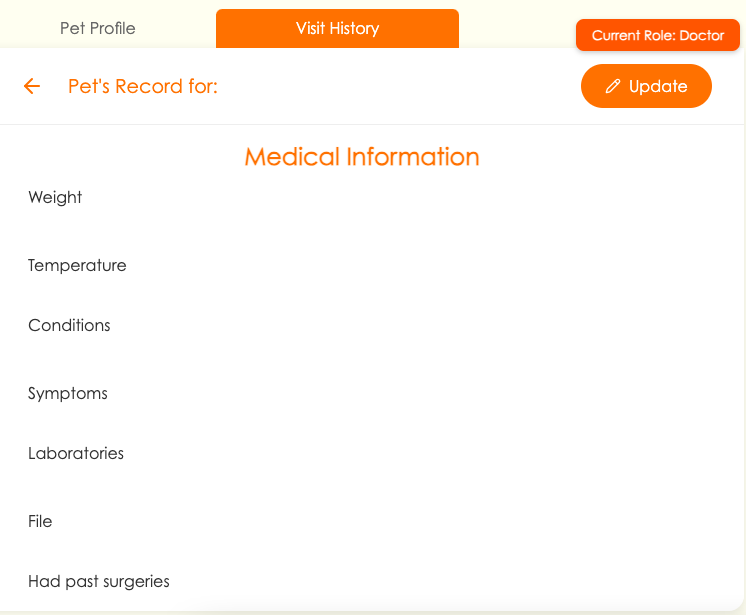 Pet Profile
Visit History
Current Role: Doctor
Pet's Record for:
Update
Medical Information
Weight
Temperature
Conditions
Symptoms
Laboratories
File
Had past surgeries